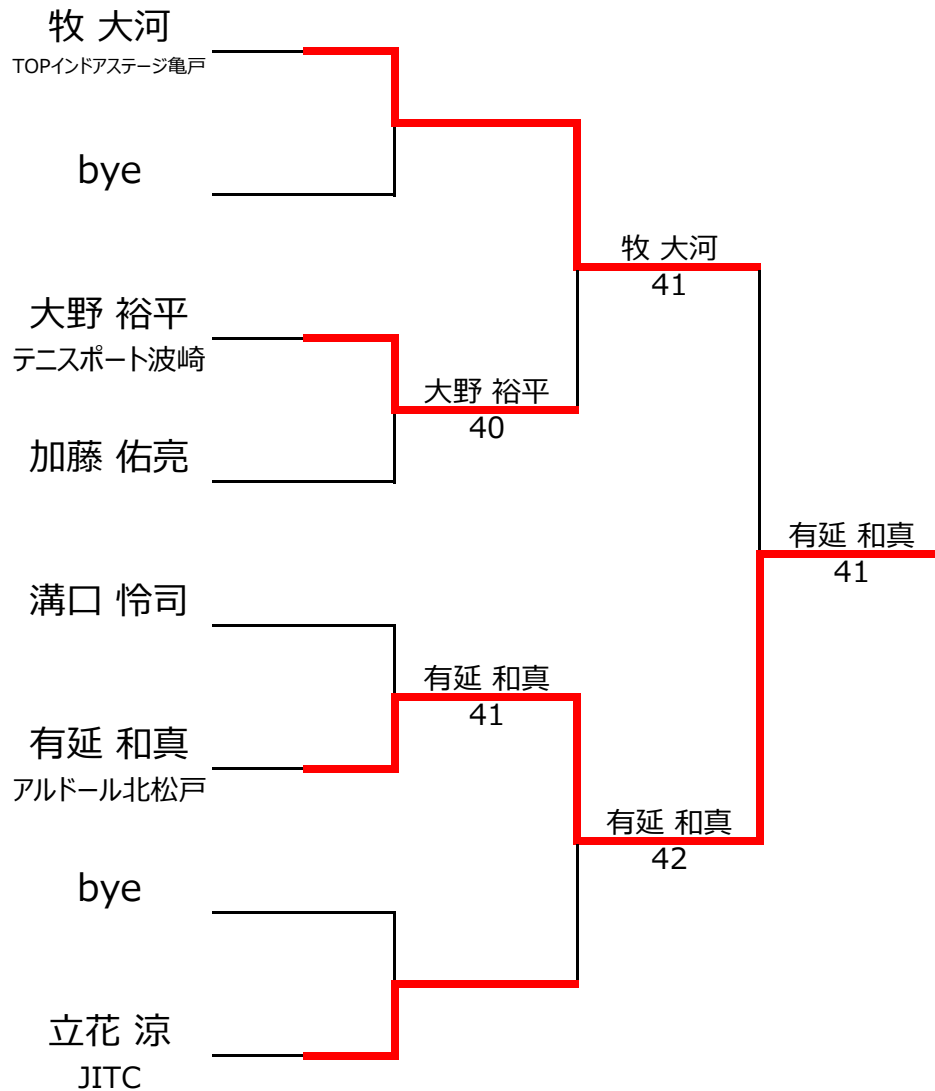 牧 大河
TOPインドアステージ亀戸
bye
大野 裕平
テニスポート波崎
加藤 佑亮
溝口 怜司
有延 和真
アルドール北松戸
bye
立花 涼
JITC
大野 裕平
40
有延 和真
41
牧 大河
41
有延 和真
42
有延 和真
41